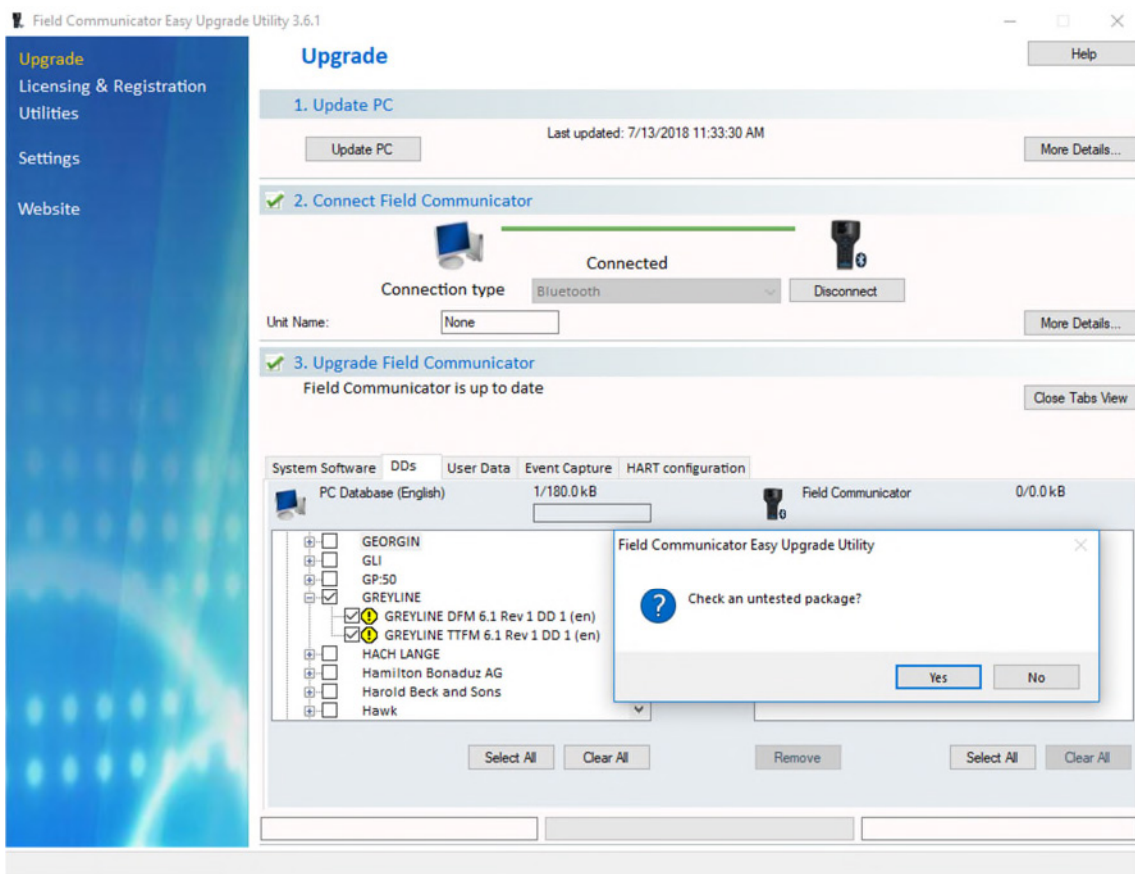 Field Communicator Easy Upgrade Utility 3.6.1
Upgrade
Licensing & Registration
Utilities
Settings
Website
Upgrade
Help
1. Update PC
Update PC
Last updated: 7/13/2018 11:33:30 AM
More Details...
2. Connect Field Communicator
Connected
Connection type
Bluetooth
Disconnect
Unit Name:
None
More Details...
3. Upgrade Field Communicator
Field Communicator is up to date
Close Tabs View
System Software
DDs
User Data
Event Capture
HART configuration
PC Database (English)
1/180.0 kB
Field Communicator
0/0.0 kB
GEORGIN
GLI
GP:50
GREYLINE
GREYLINE DFM 6.1 Rev 1 DD 1 (en)
GREYLINE TTFM 6.1 Rev 1 DD 1 (en)
HACH LANGE
Hamilton Bonaduz AG
Harold Beck and Sons
Hawk
Field Communicator Easy Upgrade Utility
Check an untested package?
Yes
No
Select All
Clear All
Remove
Select All
Clear All